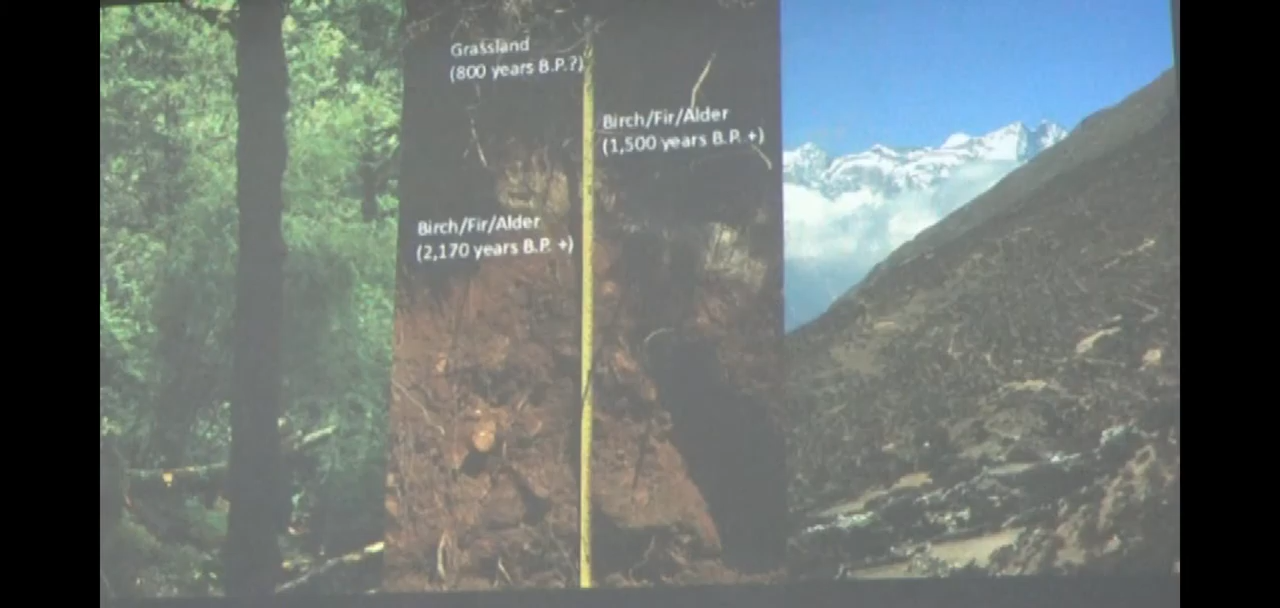 Grassland
(800 years B.P.?)
Birch/Fir/Alder
(1,500 years B.P. +)
Birch/Fir/Alder
(2,170 years B.P. +)